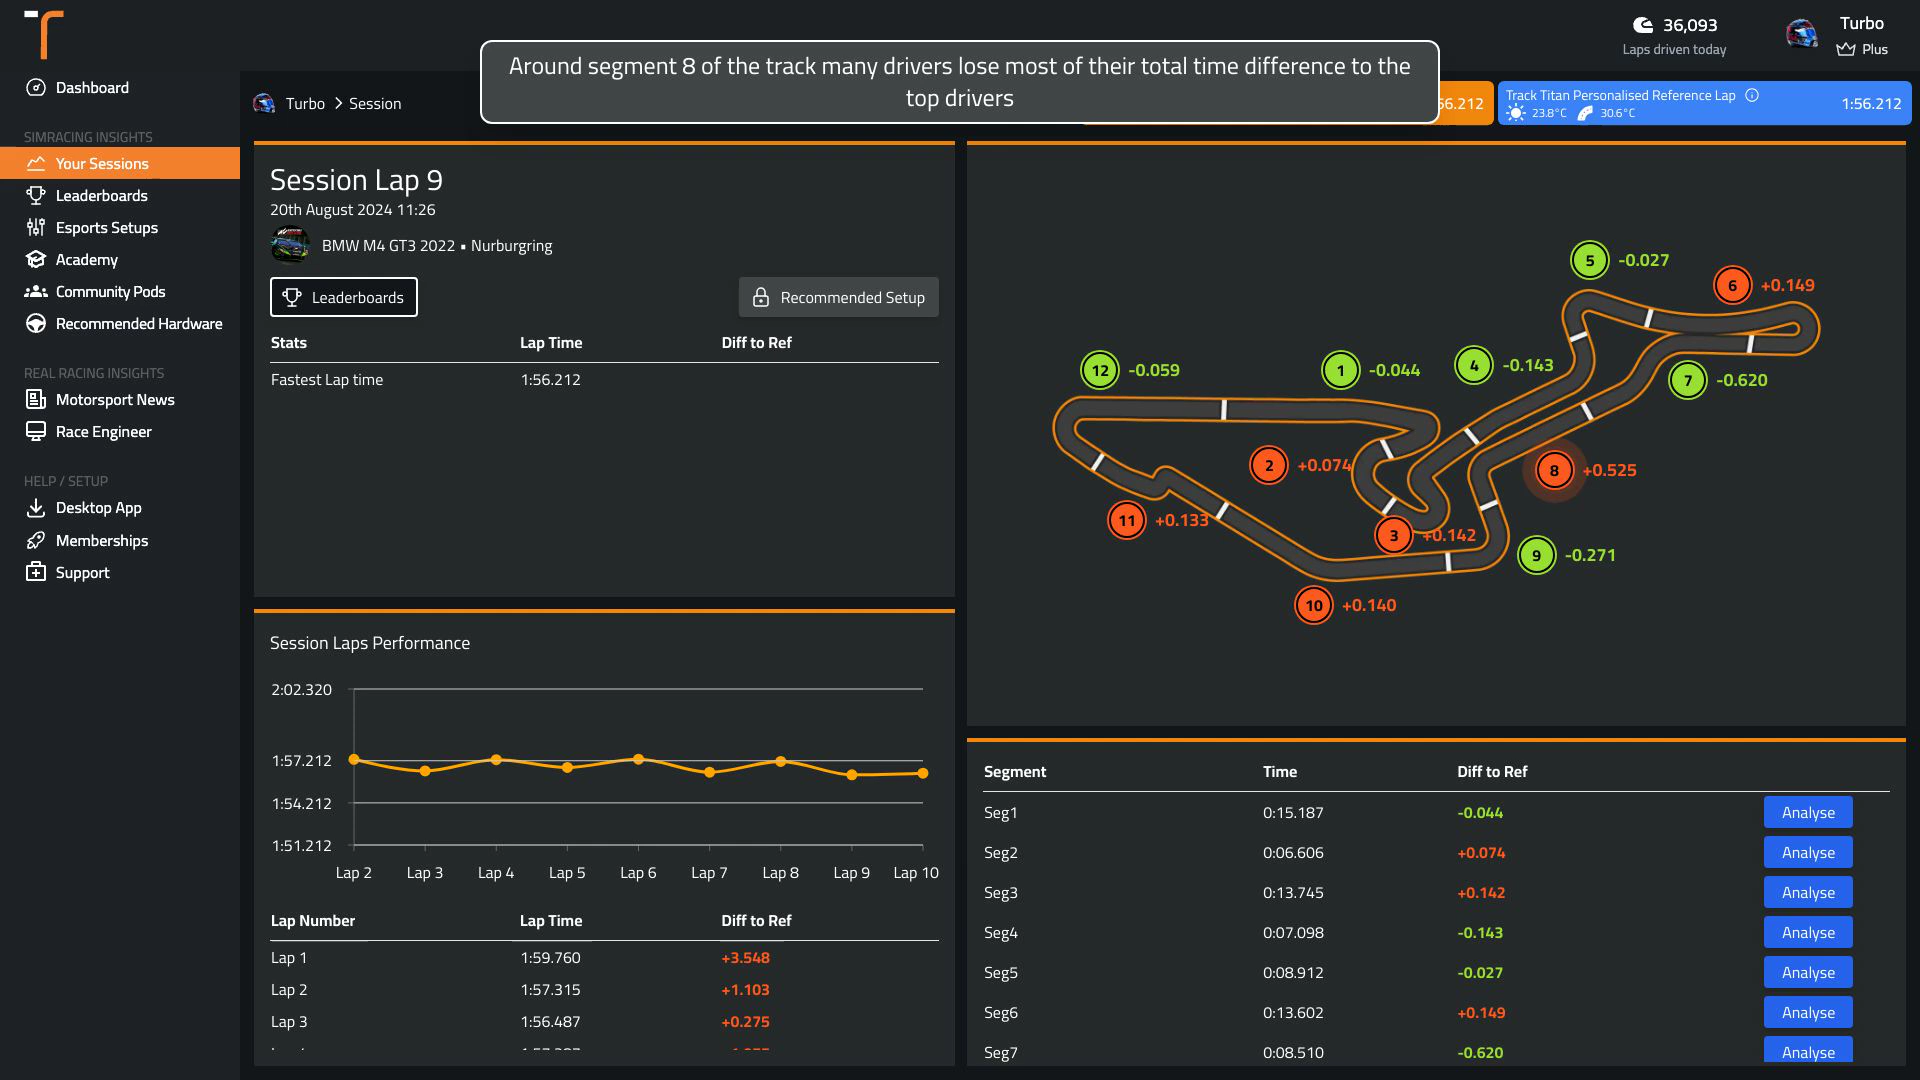 36,093
Laps driven today
Turbo
Plus
Around segment 8 of the track many drivers lose most of their total time difference to the
top drivers
Dashboard
SIMRACING INSIGHTS
Your Sessions
Leaderboards
Esports Setups
Academy
Community Pods
Recommended Hardware
REAL RACING INSIGHTS
Motorsport News
Race Engineer
HELP / SETUP
Desktop App
Memberships
Support
Turbo > Session
56.212
Track Titan Personalised Reference Lap
23.8°C 30.6°C
1:56.212
Session Lap 9
20th August 2024 11:26
BMW M4 GT3 2022 • Nurburgring
Leaderboards
Recommended Setup
Stats Lap Time Diff to Ref
Fastest Lap time 1:56.212
5 -0.027
6 +0.149
12 -0.059
1 -0.044
4 -0.143
7 -0.620
2 +0.074
8 +0.525
11 +0.133
3 +0.142
9 -0.271
10 +0.140
Session Laps Performance
2:02.320
1:57.212
1:54.212
1:51.212
Lap 2 Lap 3 Lap 4 Lap 5 Lap 6 Lap 7 Lap 8 Lap 9 Lap 10
Lap Number Lap Time Diff to Ref
Lap 1 1:59.760 +3.548
Lap 2 1:57.315 +1.103
Lap 3 1:56.487 +0.275
Segment Time Diff to Ref
Seg1 0:15.187 -0.044 Analyse
Seg2 0:06.606 +0.074 Analyse
Seg3 0:13.745 +0.142 Analyse
Seg4 0:07.098 -0.143 Analyse
Seg5 0:08.912 -0.027 Analyse
Seg6 0:13.602 +0.149 Analyse
Seg7 0:08.510 -0.620 Analyse